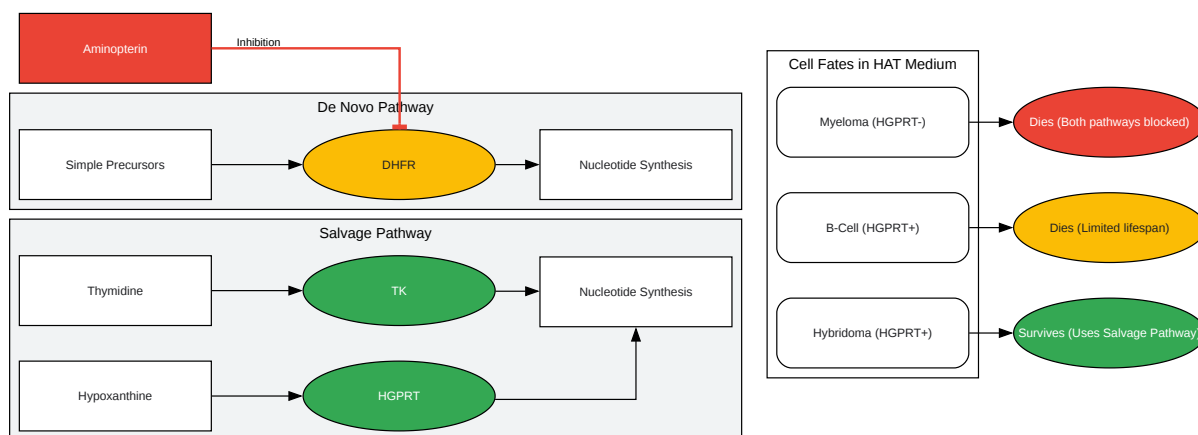 Aminopterin
Inhibition
De Novo Pathway
Simple Precursors
DHFR
Nucleotide Synthesis
Salvage Pathway
Thymidine
TK
Nucleotide Synthesis
Hypoxanthine
HGPRT
Cell Fates in HAT Medium
Myeloma (HGPRT-)
Dies (Both pathways blocked)
B-Cell (HGPRT+)
Dies (Limited lifespan)
Hybridoma (HGPRT+)
Survives (Uses Salvage Pathway)